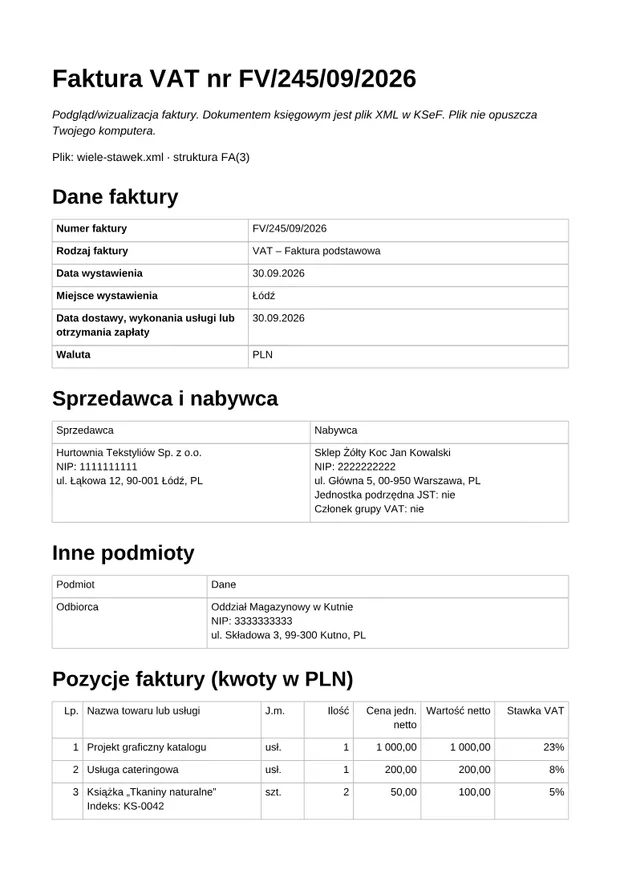 Faktura VAT nr FV/245/09/2026
Podgląd/wizualizacja faktury. Dokumentem księgowym jest plik XML w KSeF. Plik nie opuszcza
Twojego komputera.
Plik: wiele-stawek.xml · struktura FA(3)
Dane faktury
Numer faktury FV/245/09/2026
Rodzaj faktury VAT – Faktura podstawowa
Data wystawienia 30.09.2026
Miejsce wystawienia Łódź
Data dostawy, wykonania usługi lub 30.09.2026
otrzymania zapłaty
Waluta PLN
Sprzedawca i nabywca
Sprzedawca Nabywca
Hurtownia Tekstyliów Sp. z o.o. Sklep Żółty Koc Jan Kowalski
NIP: 1111111111 NIP: 2222222222
ul. Łąkowa 12, 90-001 Łódź, PL ul. Główna 5, 00-950 Warszawa, PL
Jednostka podrzędna JST: nie
Członek grupy VAT: nie
Inne podmioty
Podmiot Dane
Odbiorca Oddział Magazynowy w Kutnie
NIP: 3333333333
ul. Składowa 3, 99-300 Kutno, PL
Pozycje faktury (kwoty w PLN)
Lp. Nazwa towaru lub usługi J.m. Ilość Cena jedn. Wartość netto Stawka VAT
netto
1 Projekt graficzny katalogu usł. 1 1 000,00 1 000,00 23%
2 Usługa cateringowa usł. 1 200,00 200,00 8%
3 Książka „Tkaniny naturalne” szt. 2 50,00 100,00 5%
Indeks: KS-0042